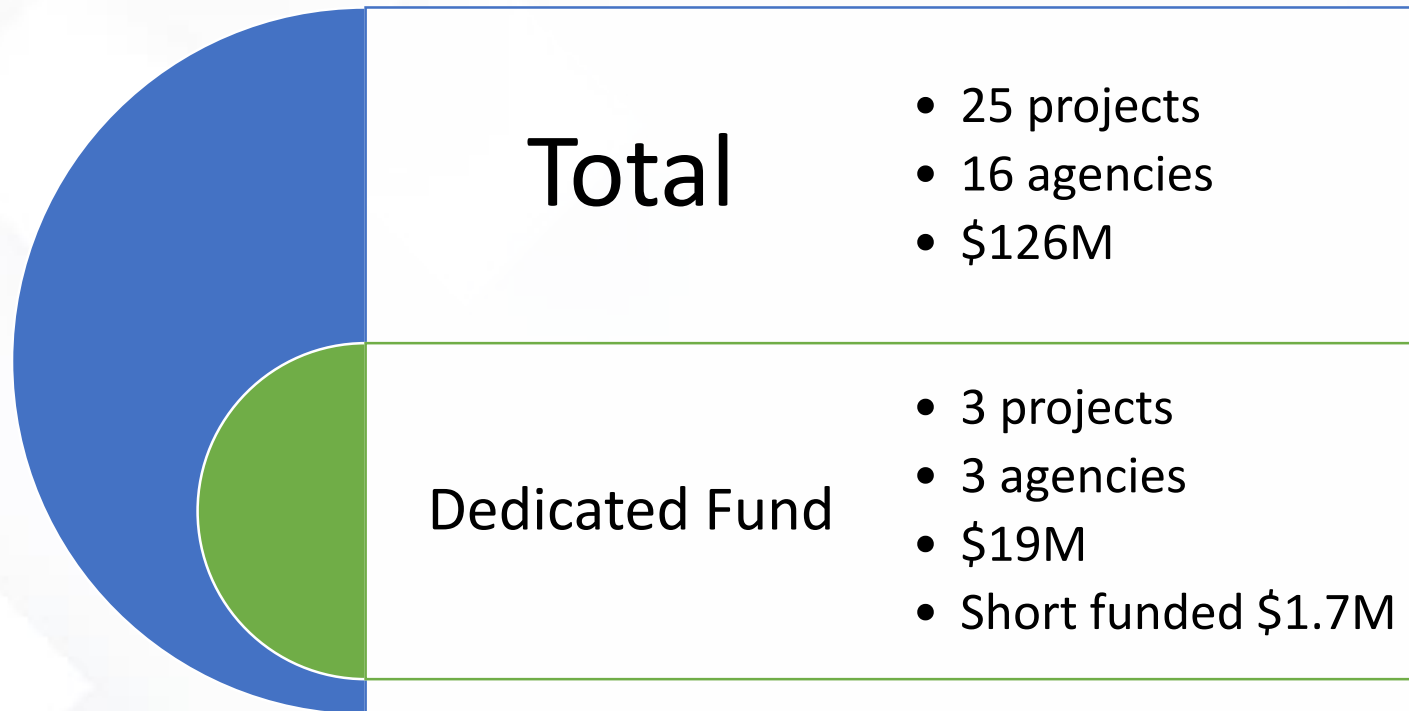 Total
• 25 projects
• 16 agencies
• $126M
Dedicated Fund
• 3 projects
• 3 agencies
• $19M
• Short funded $1.7M